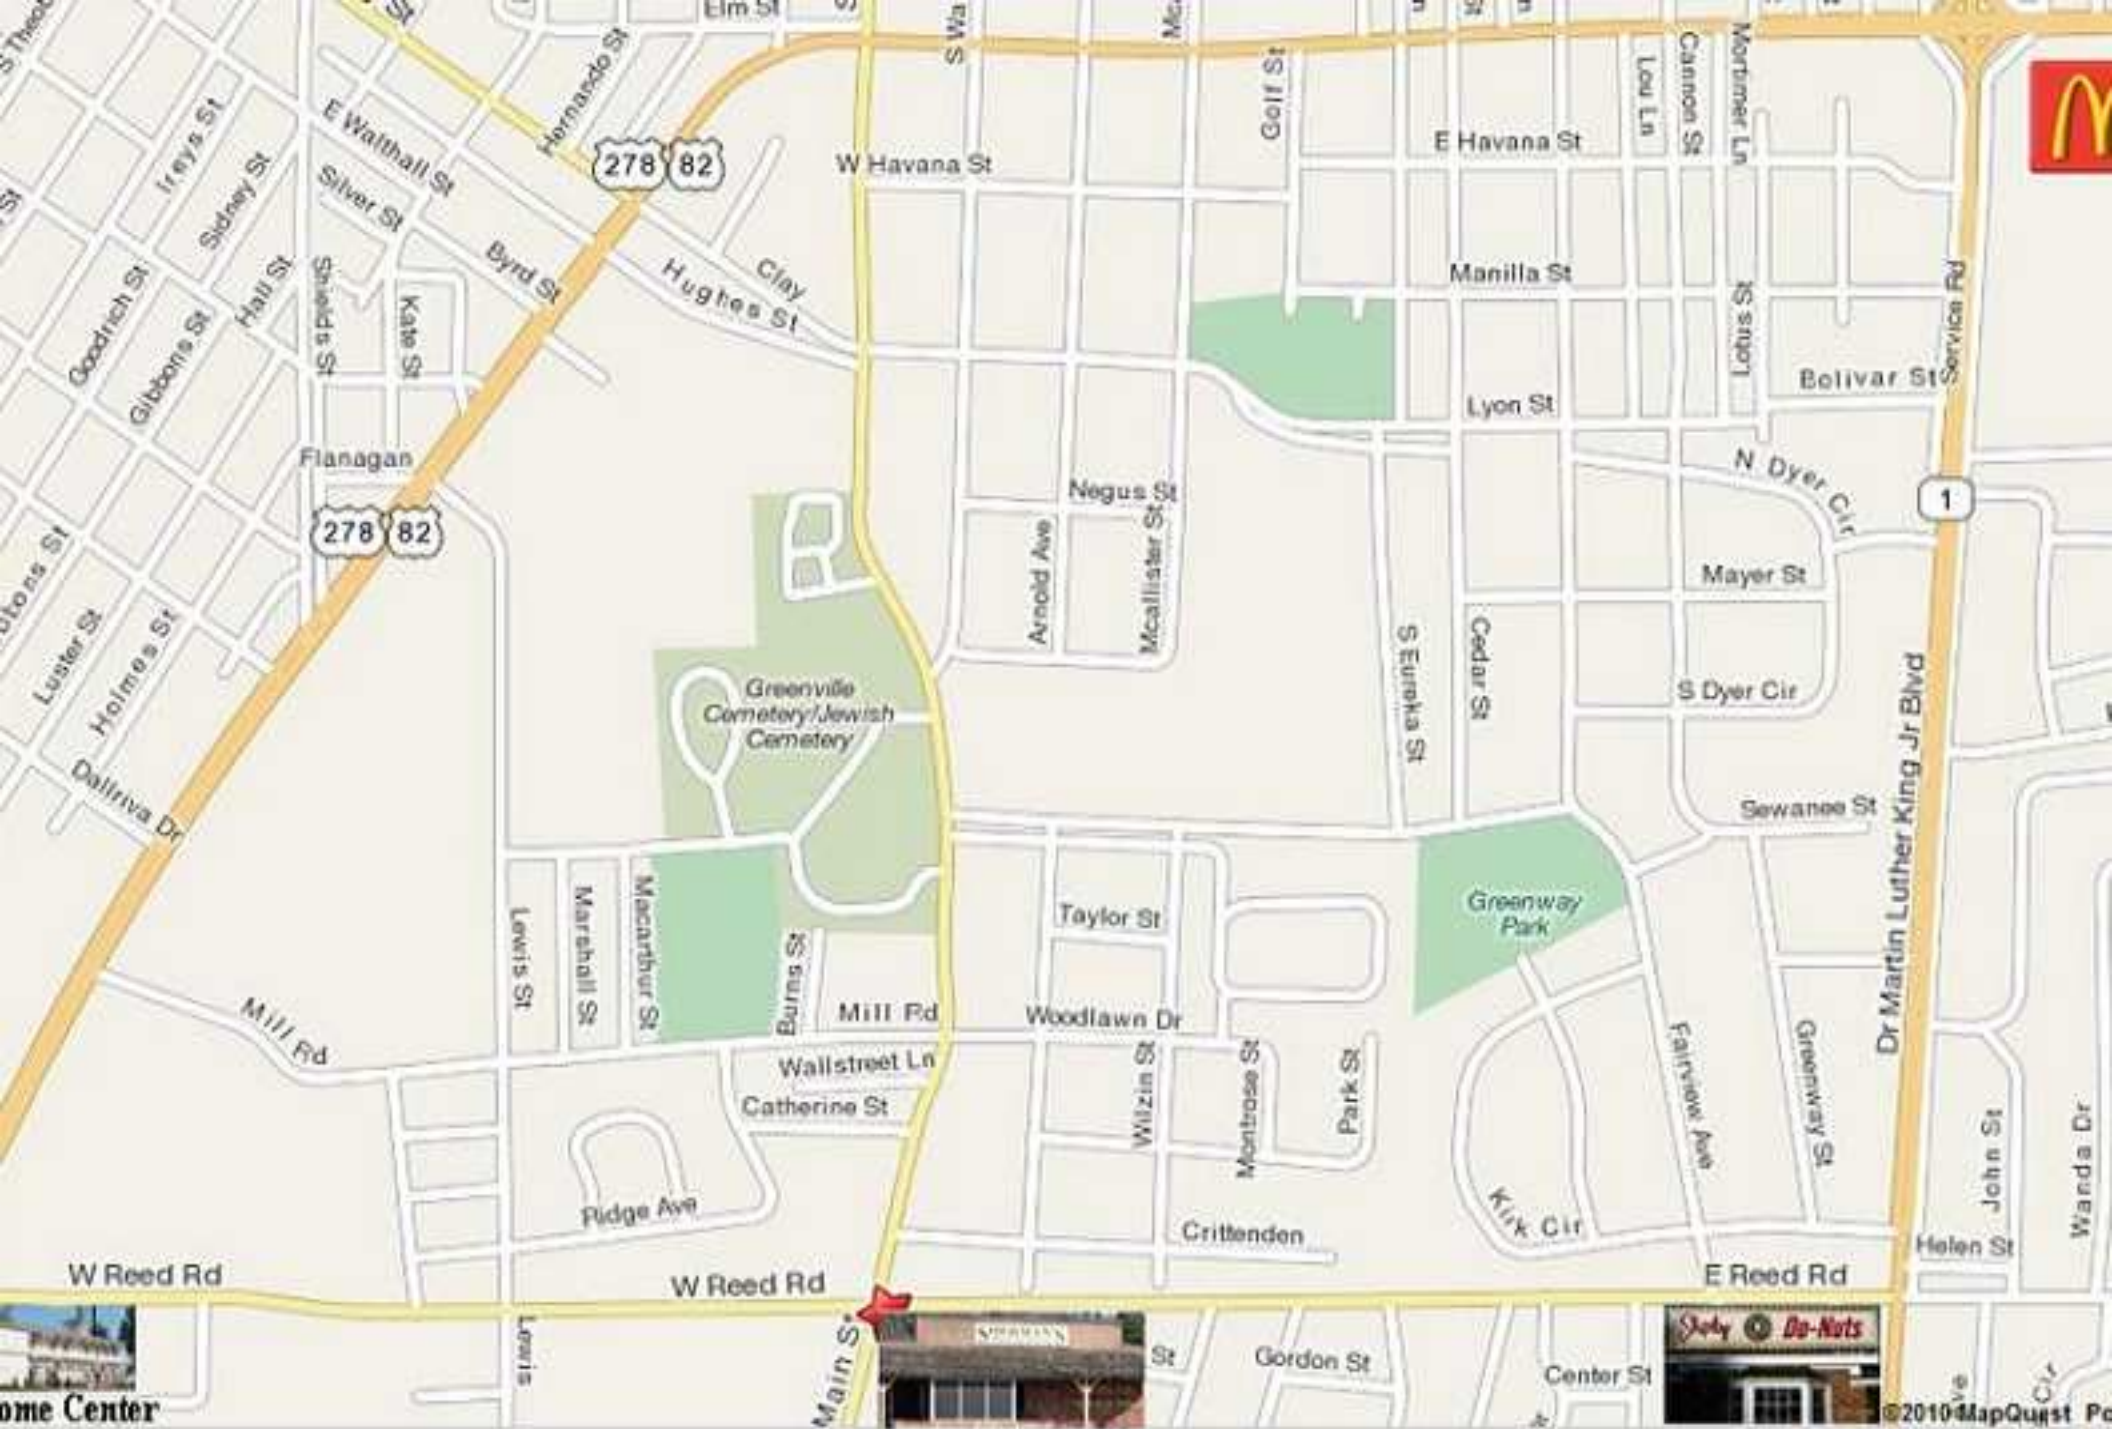 Elm St
St
Hernando St
Ireys St
E Walthall St
Sidney St
Silver St
278
82
W Havana St
Golf St
E Havana St
Lou Ln
Cannon St
Mortimer Ln
Byrd St
Clay
Hughes St
Hall St
Shields St
Kate St
Goodrich St
Gibbons St
Manilla St
Lotus St
Service Rd
Bolivar St
Lyon St
Flanagan
278
82
Negus St
Arnold Ave
Mcallister St
N Dyer Cir
1
Mayer St
S Dyer Cir
S Eureka St
Cedar St
Luster St
Holmes St
Dallriva Dr
Greenville
Cemetery/Jewish
Cemetery
Sewanee St
Dr Martin Luther King Jr Blvd
Lewis St
Marshall St
Macarthur St
Burns St
Taylor St
Greenway
Park
Mill Rd
Mill Rd
Woodlawn Dr
Wallstreet Ln
Catherine St
Wilzin St
Montrose St
Park St
Fairview Ave
Greenway St
John St
Wanda Dr
Ridge Ave
Crittenden
Kirk Cir
Helen St
W Reed Rd
W Reed Rd
E Reed Rd
Lewis
Main S
St
Gordon St
Center St
Do-Nuts
ome Center
Cir
©2010 MapQuest Po